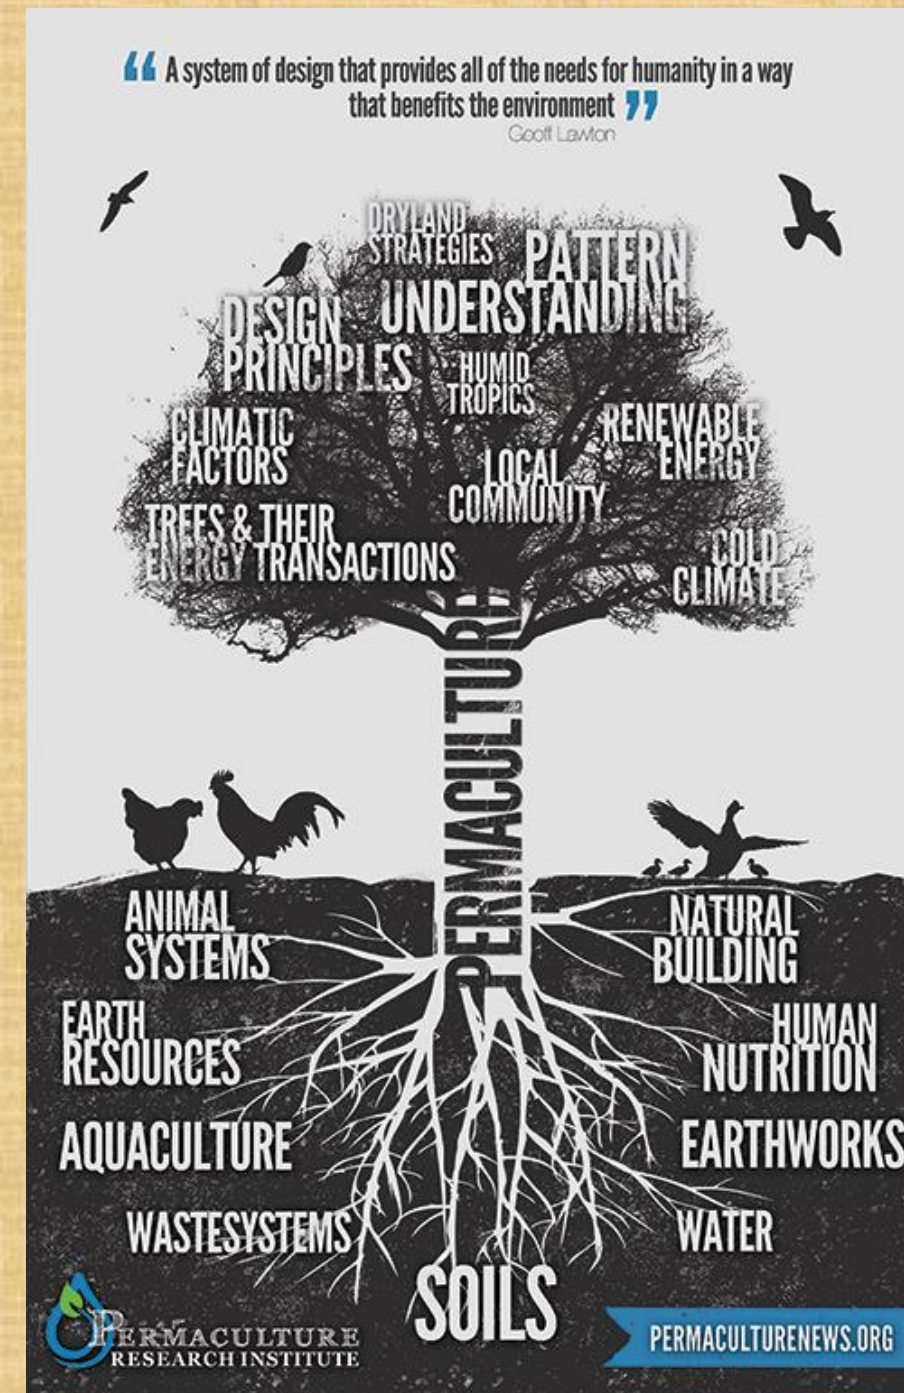 “ A system of design that provides all of the needs for humanity in a way
that benefits the environment ”
Geoff Lawton
DRYLAND
STRATEGIES
PATTERN
UNDERSTANDING
DESIGN
PRINCIPLES
HUMID
TROPICS
CLIMATIC
FACTORS
RENEWABLE
ENERGY
LOCAL
COMMUNITY
TREES & THEIR
ENERGY TRANSACTIONS
COLD
CLIMATE
PERMACULTURE
ANIMAL
SYSTEMS
NATURAL
BUILDING
EARTH
RESOURCES
HUMAN
NUTRITION
AQUACULTURE
EARTHWORKS
WASTESYSTEMS
WATER
SOILS
PERMACULTURE
RESEARCH INSTITUTE
PERMACULTURENEWS.ORG